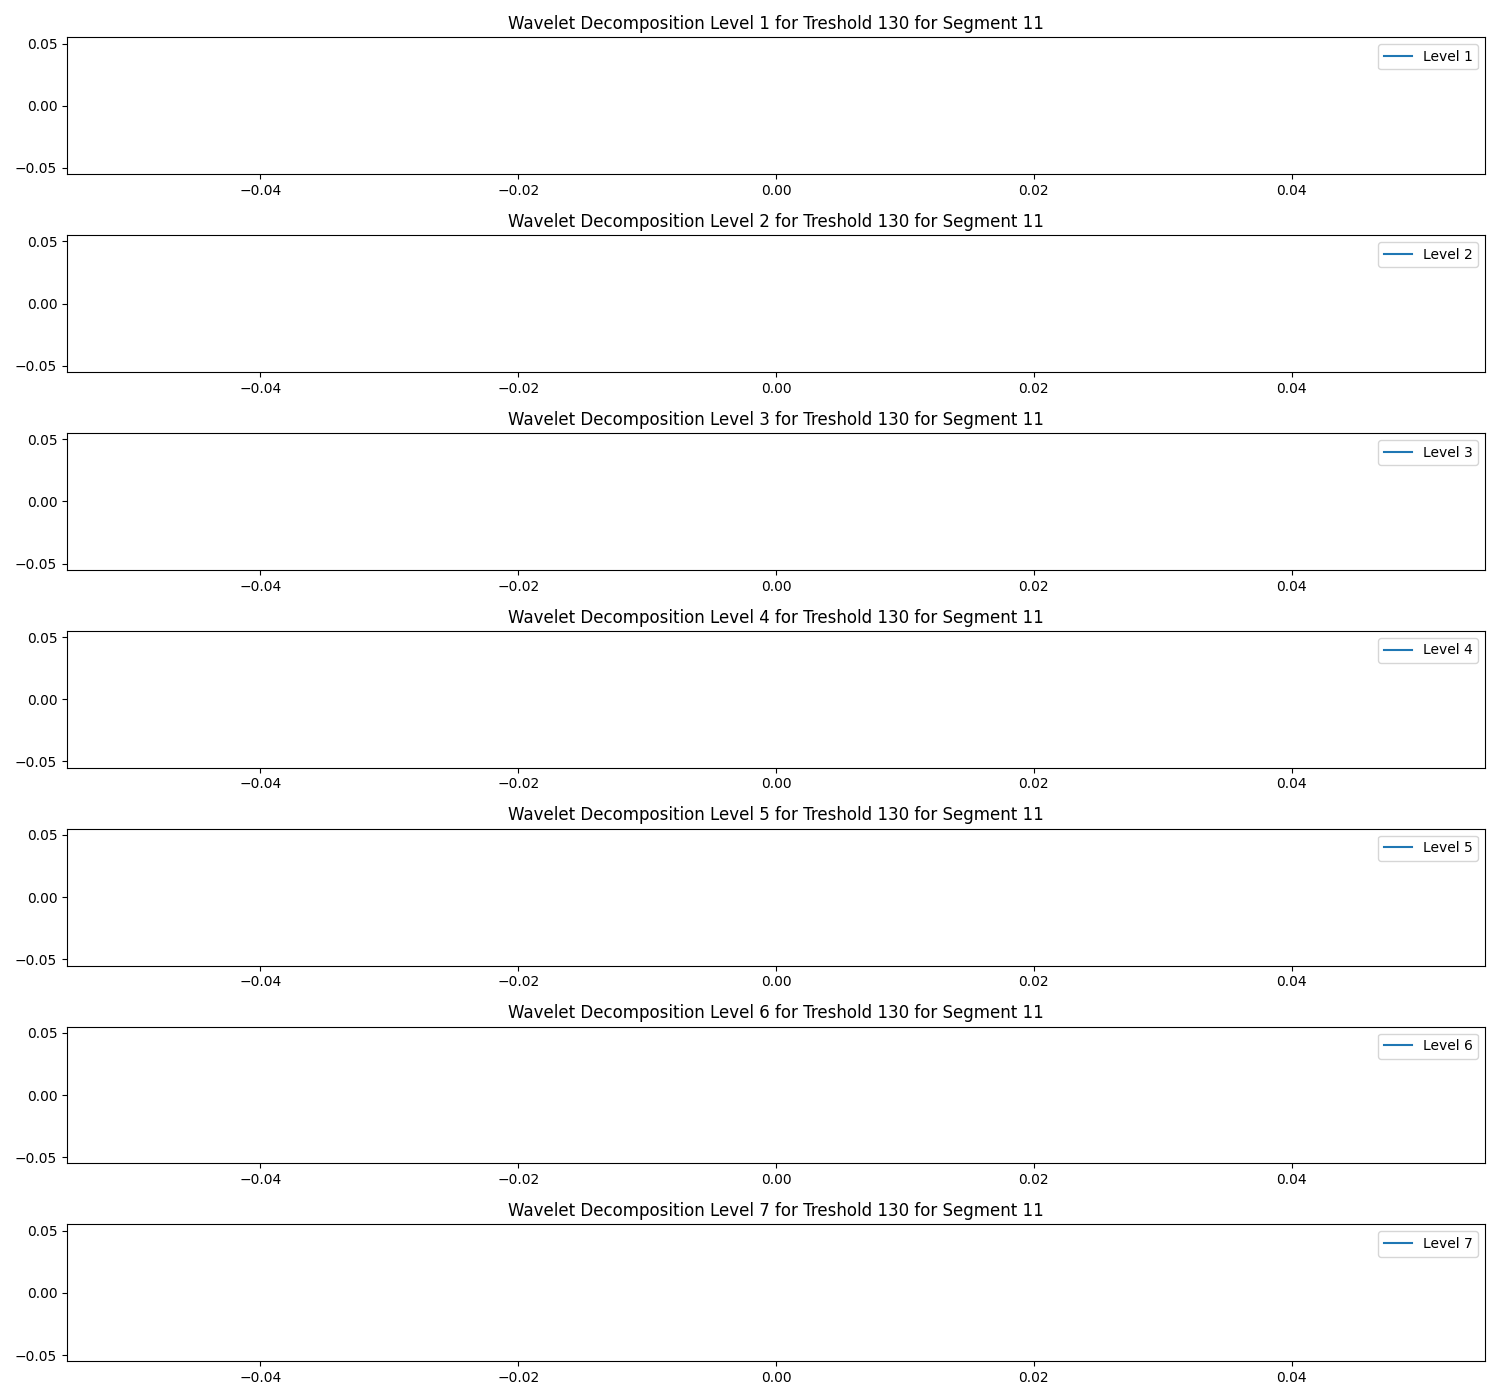 Wavelet Decomposition Level 1 for Treshold 130 for Segment 11
0.05
Level 1
0.00
−0.05
−0.04 −0.02 0.00 0.02 0.04
Wavelet Decomposition Level 2 for Treshold 130 for Segment 11
0.05
Level 2
0.00
−0.05
−0.04 −0.02 0.00 0.02 0.04
Wavelet Decomposition Level 3 for Treshold 130 for Segment 11
0.05
Level 3
0.00
−0.05
−0.04 −0.02 0.00 0.02 0.04
Wavelet Decomposition Level 4 for Treshold 130 for Segment 11
0.05
Level 4
0.00
−0.05
−0.04 −0.02 0.00 0.02 0.04
Wavelet Decomposition Level 5 for Treshold 130 for Segment 11
0.05
Level 5
0.00
−0.05
−0.04 −0.02 0.00 0.02 0.04
Wavelet Decomposition Level 6 for Treshold 130 for Segment 11
0.05
Level 6
0.00
−0.05
−0.04 −0.02 0.00 0.02 0.04
Wavelet Decomposition Level 7 for Treshold 130 for Segment 11
0.05
Level 7
0.00
−0.05
−0.04 −0.02 0.00 0.02 0.04